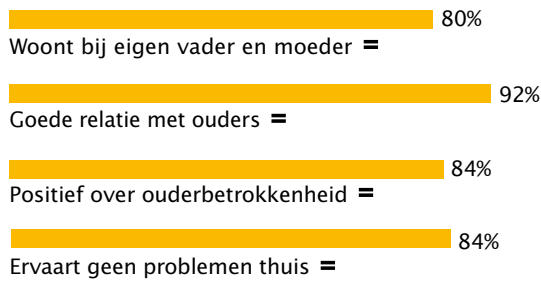 80%
Woont bij eigen vader en moeder =
92%
Goede relatie met ouders =
84%
Positief over ouderbetrokkenheid =
84%
Ervaart geen problemen thuis =